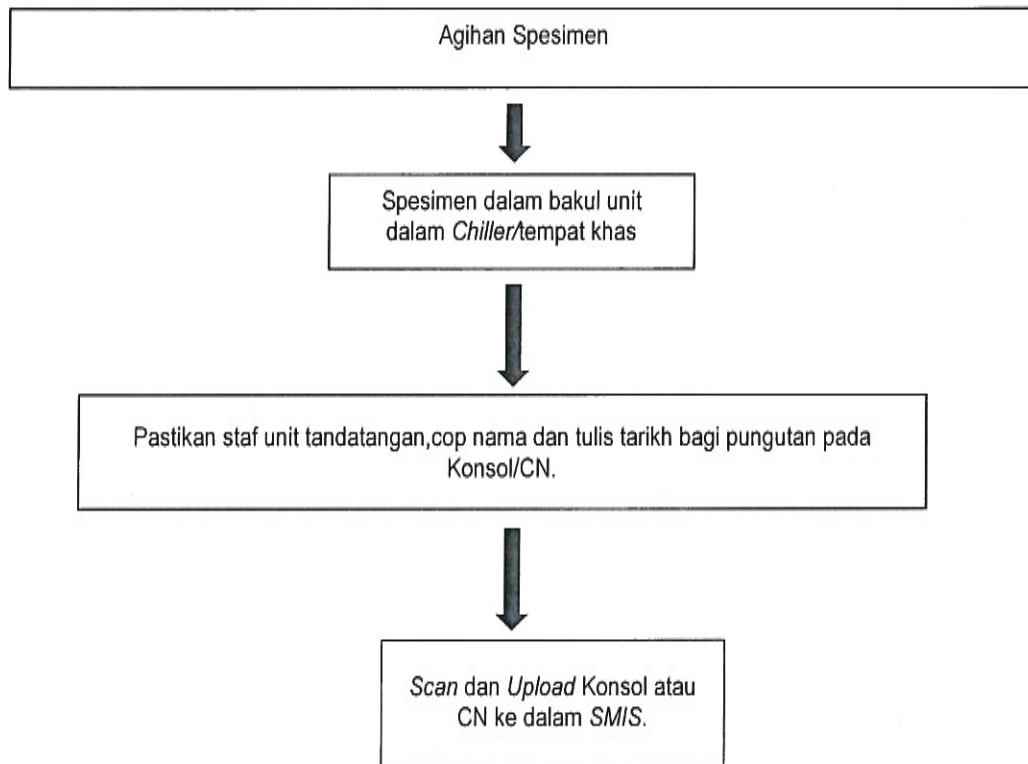 Agihan Spesimen
Spesimen dalam bakul unit
dalam Chiller/tempat khas
Pastikan staf unit tandatangan,cop nama dan tulis tarikh bagi pungutan pada
Konsol/CN.
Scan dan Upload Konsol atau
CN ke dalam SMIS.